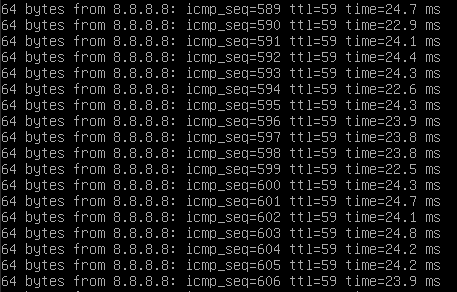 64 bytes from 8.8.8.8: icmp_seq=589 ttl=59 time=24.7 ms
64 bytes from 8.8.8.8: icmp_seq=590 ttl=59 time=22.9 ms
64 bytes from 8.8.8.8: icmp_seq=591 ttl=59 time=24.1 ms
64 bytes from 8.8.8.8: icmp_seq=592 ttl=59 time=24.4 ms
64 bytes from 8.8.8.8: icmp_seq=593 ttl=59 time=24.3 ms
64 bytes from 8.8.8.8: icmp_seq=594 ttl=59 time=22.6 ms
64 bytes from 8.8.8.8: icmp_seq=595 ttl=59 time=24.3 ms
64 bytes from 8.8.8.8: icmp_seq=596 ttl=59 time=23.9 ms
64 bytes from 8.8.8.8: icmp_seq=597 ttl=59 time=23.8 ms
64 bytes from 8.8.8.8: icmp_seq=598 ttl=59 time=23.8 ms
64 bytes from 8.8.8.8: icmp_seq=599 ttl=59 time=22.5 ms
64 bytes from 8.8.8.8: icmp_seq=600 ttl=59 time=24.3 ms
64 bytes from 8.8.8.8: icmp_seq=601 ttl=59 time=24.7 ms
64 bytes from 8.8.8.8: icmp_seq=602 ttl=59 time=24.1 ms
64 bytes from 8.8.8.8: icmp_seq=603 ttl=59 time=24.8 ms
64 bytes from 8.8.8.8: icmp_seq=604 ttl=59 time=24.2 ms
64 bytes from 8.8.8.8: icmp_seq=605 ttl=59 time=24.2 ms
64 bytes from 8.8.8.8: icmp_seq=606 ttl=59 time=23.9 ms